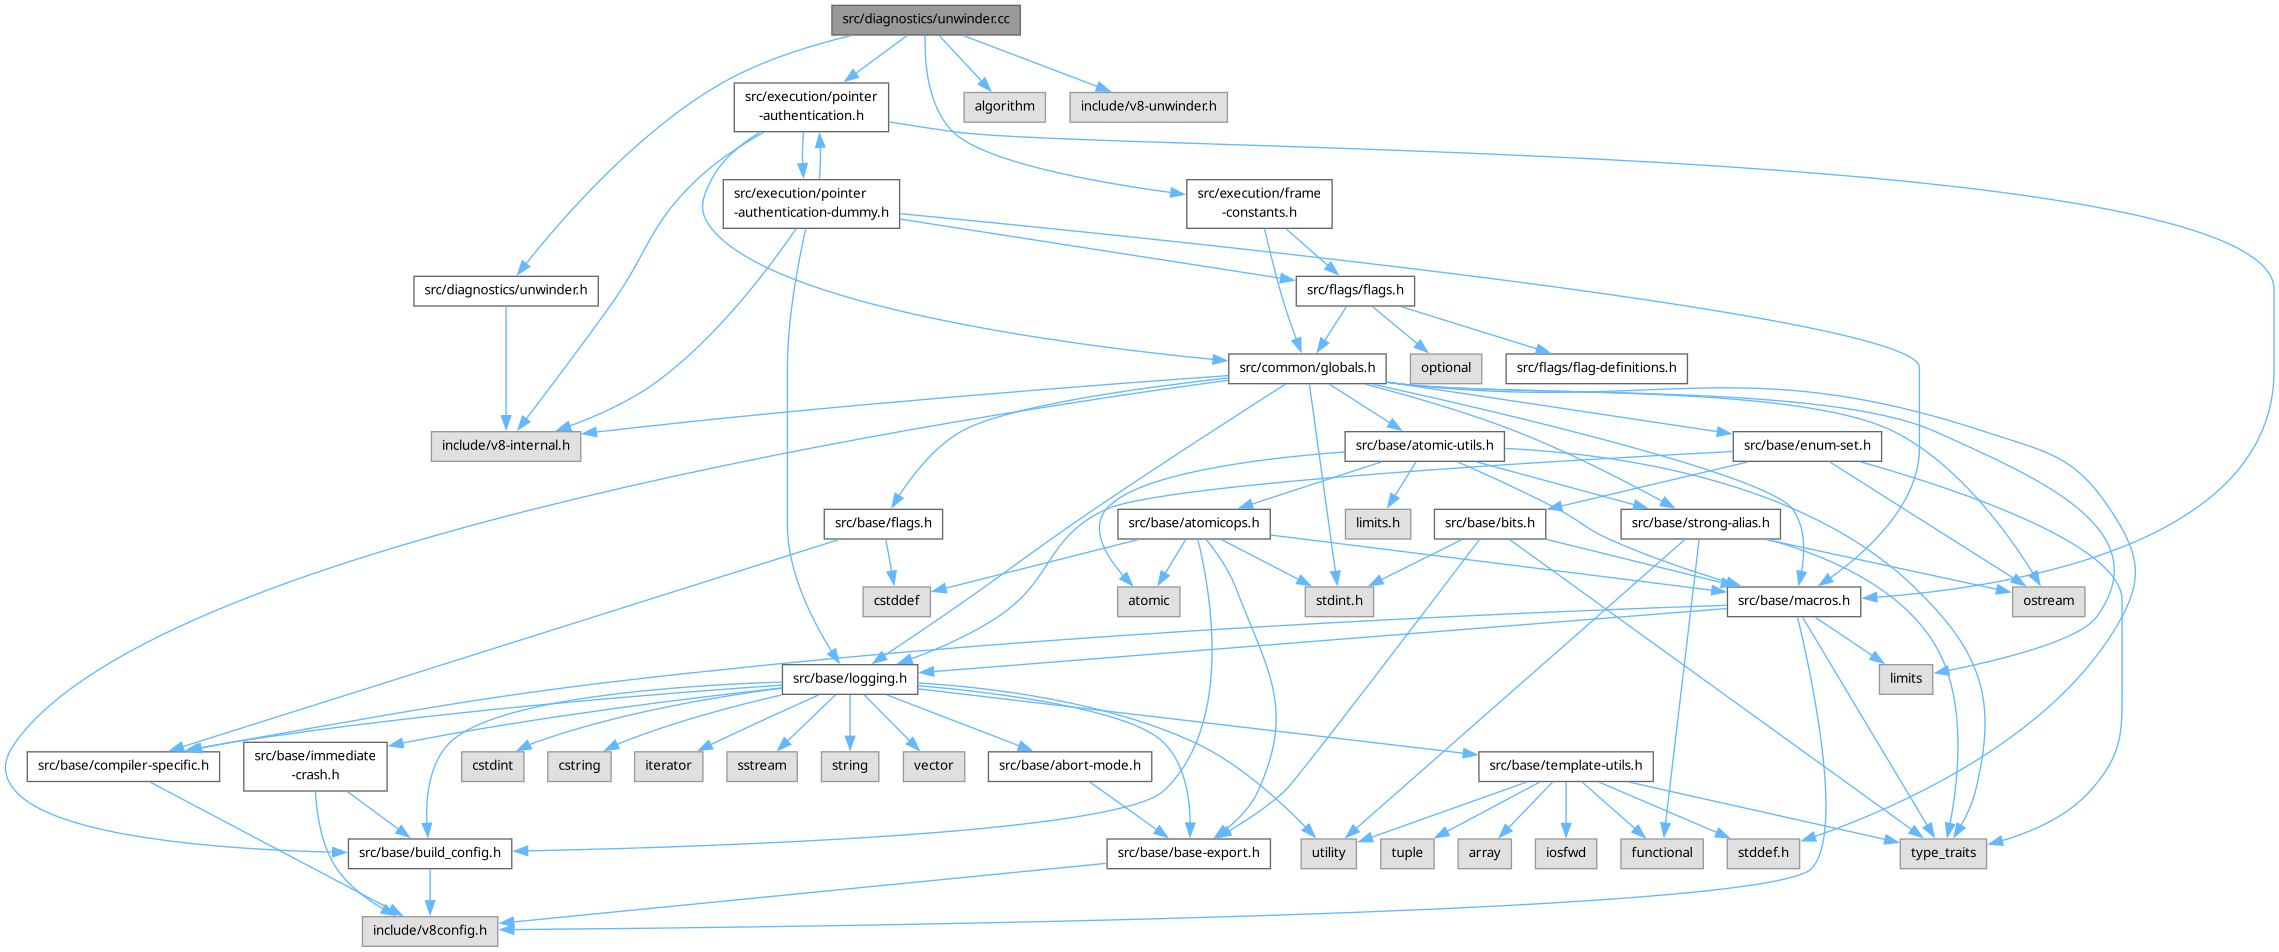 src/diagnostics/unwinder.cc
src/execution/pointer
-authentication.h
algorithm
include/v8-unwinder.h
src/execution/pointer
-authentication-dummy.h
src/execution/frame
-constants.h
src/diagnostics/unwinder.h
src/flags/flags.h
src/common/globals.h
optional
src/flags/flag-definitions.h
include/v8-internal.h
src/base/atomic-utils.h
src/base/enum-set.h
src/base/flags.h
src/base/atomicops.h
limits.h
src/base/bits.h
src/base/strong-alias.h
cstddef
atomic
stdint.h
src/base/macros.h
ostream
src/base/logging.h
limits
src/base/compiler-specific.h
src/base/immediate
-crash.h
cstdint
cstring
iterator
sstream
string
vector
src/base/abort-mode.h
src/base/template-utils.h
src/base/build_config.h
src/base/base-export.h
utility
tuple
array
iosfwd
functional
stddef.h
type_traits
include/v8config.h